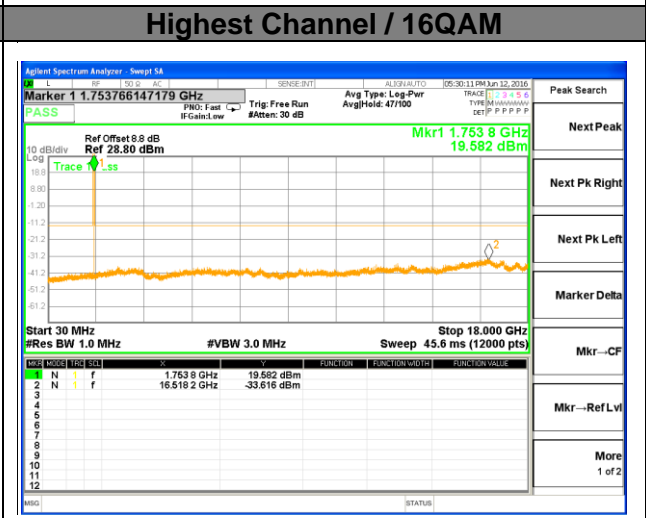 Highest Channel / 16QAM
Agilent Spectrum Analyzer - Swept SA
L RF 50 Ω AC SENSE:INT ALIGNAUTO 05:30:11 PM Jun 12, 2016
Marker 1 1.753766147179 GHz
PNO: Fast
IFGain:Low
Trig: Free Run
#Atten: 30 dB
Avg Type: Log-Pwr
Avg|Hold: 47/100
TRACE 1 2 3 4 5 6
TYPE M
DET P P P P P P
PASS
Peak Search
Next Peak
Next Pk Right
Next Pk Left
Marker Delta
Mkr→CF
Mkr→RefLvl
More
1 of 2
Ref Offset 8.8 dB
Ref 28.80 dBm
10 dB/div
Log
Mkr1 1.753 8 GHz
19.582 dBm
Trace 1
1
2
18.8
8.80
-1.20
-11.2
-21.2
-31.2
-41.2
-51.2
-61.2
Start 30 MHz
Stop 18.000 GHz
#Res BW 1.0 MHz #VBW 3.0 MHz Sweep 45.6 ms (12000 pts)
MKR MODE TRC SCL X Y FUNCTION FUNCTION WIDTH FUNCTION VALUE
1 N 1 f 1.753 8 GHz 19.582 dBm
2 N 1 f 16.518 2 GHz -33.616 dBm
3
4
5
6
7
8
9
10
11
12
MSG STATUS